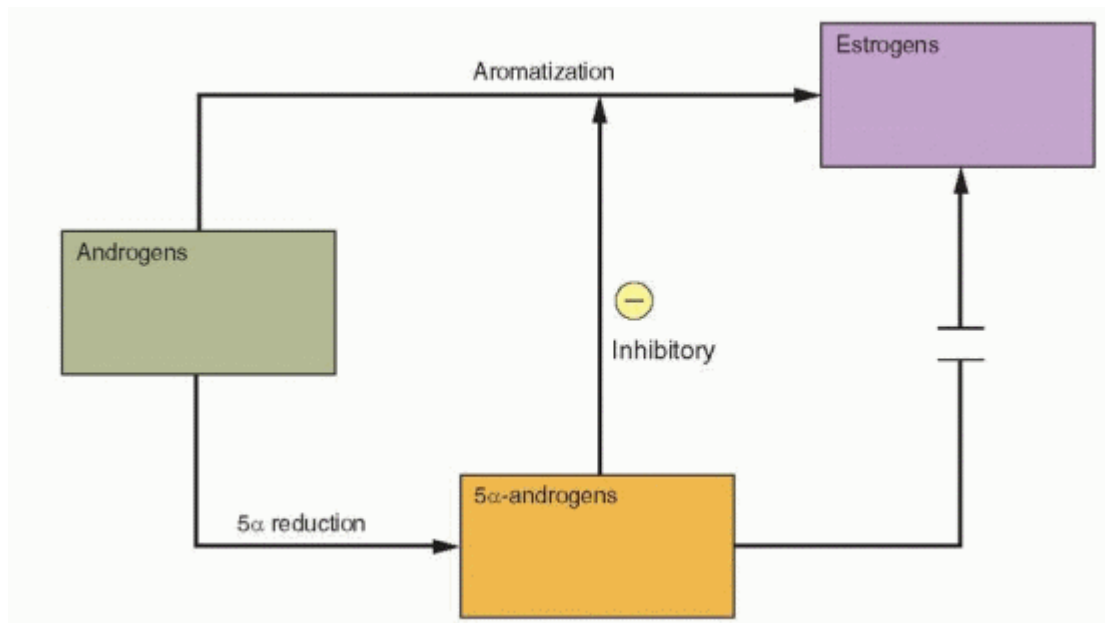 Estrogens
Aromatization
Androgens
−
Inhibitory
5α-androgens
5α reduction